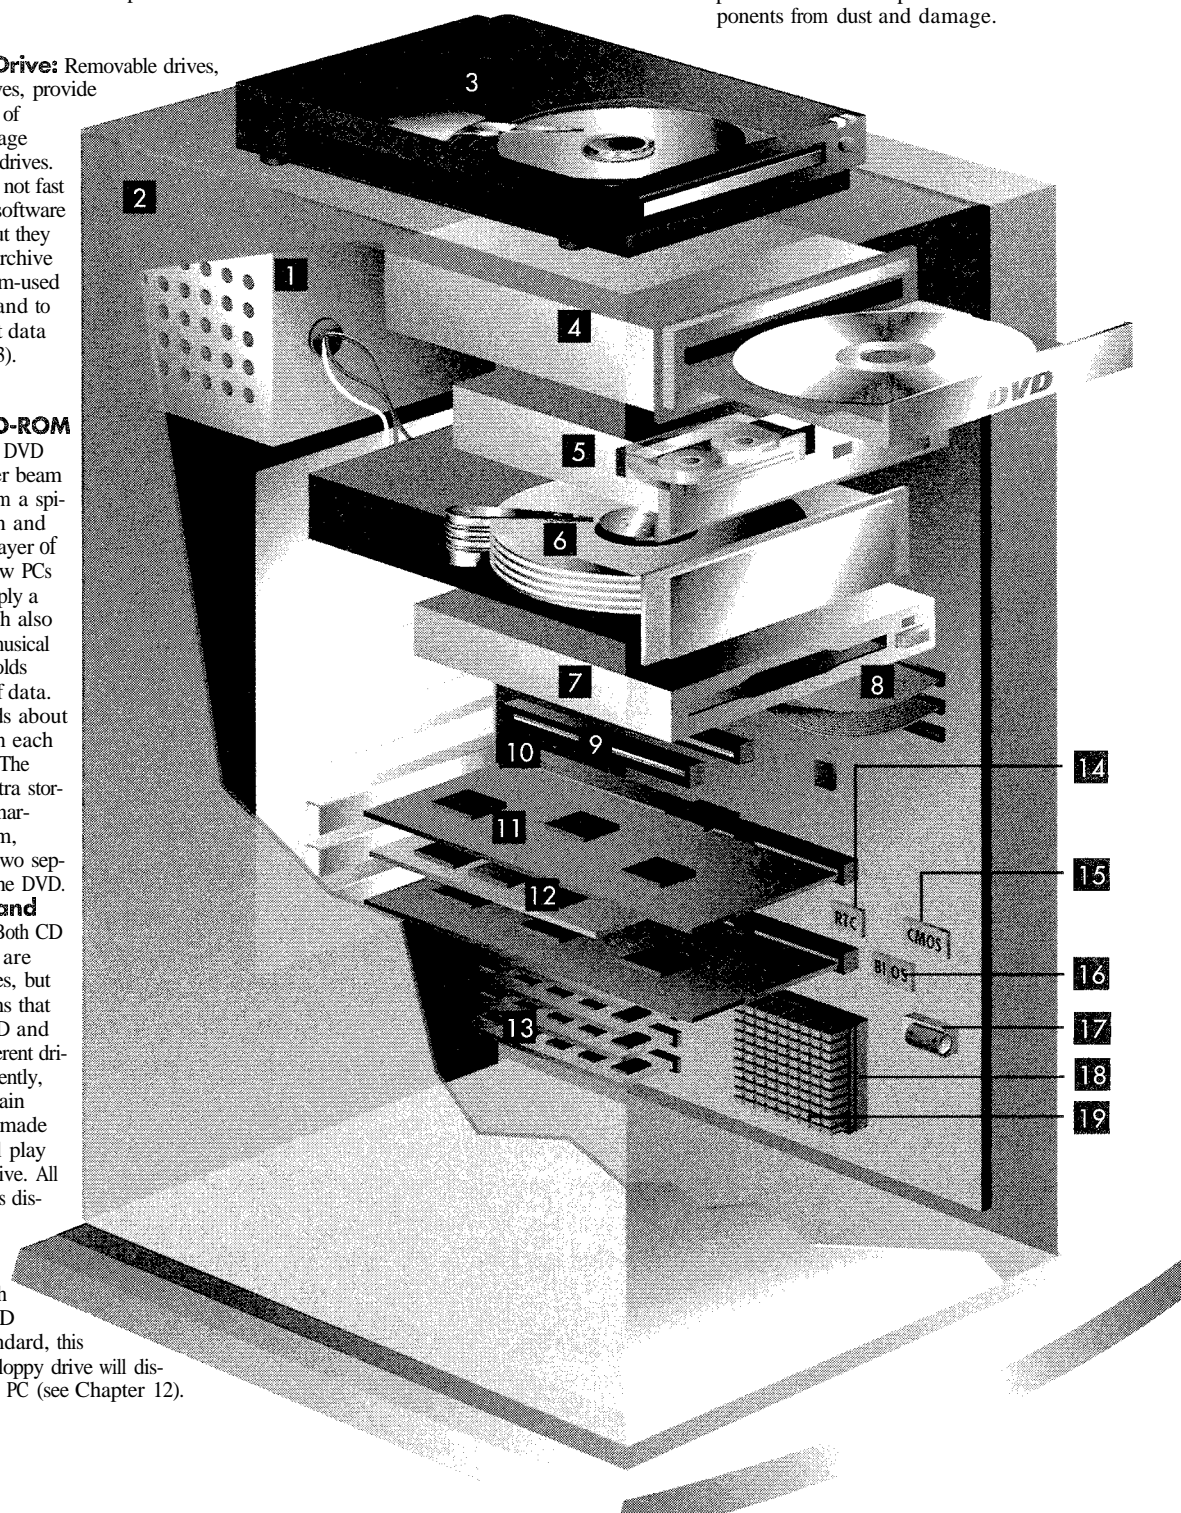 ponents from dust and damage.
Drive: Removable drives,
ves, provide
of
age
drives.
not fast
software
ut they
rchive
m-used
and to
t data
3).
D-ROM
DVD
er beam
m a spi-
n and
ayer of
w PCs
ply a
h also
nusical
olds
f data.
ds about
n each
The
tra stor-
har-
m,
wo sep-
ne DVD.
and
Both CD
are
es, but
ns that
D and
erent dri-
ently,
ain
made
l play
ive. All
s dis-
h
D
ndard, this
loppy drive will dis-
PC (see Chapter 12).
3
2
1
4
DVD
5
6
7
8
9
10
11
12
13
14
15
RTC
CMOS
BIOS
16
17
18
19